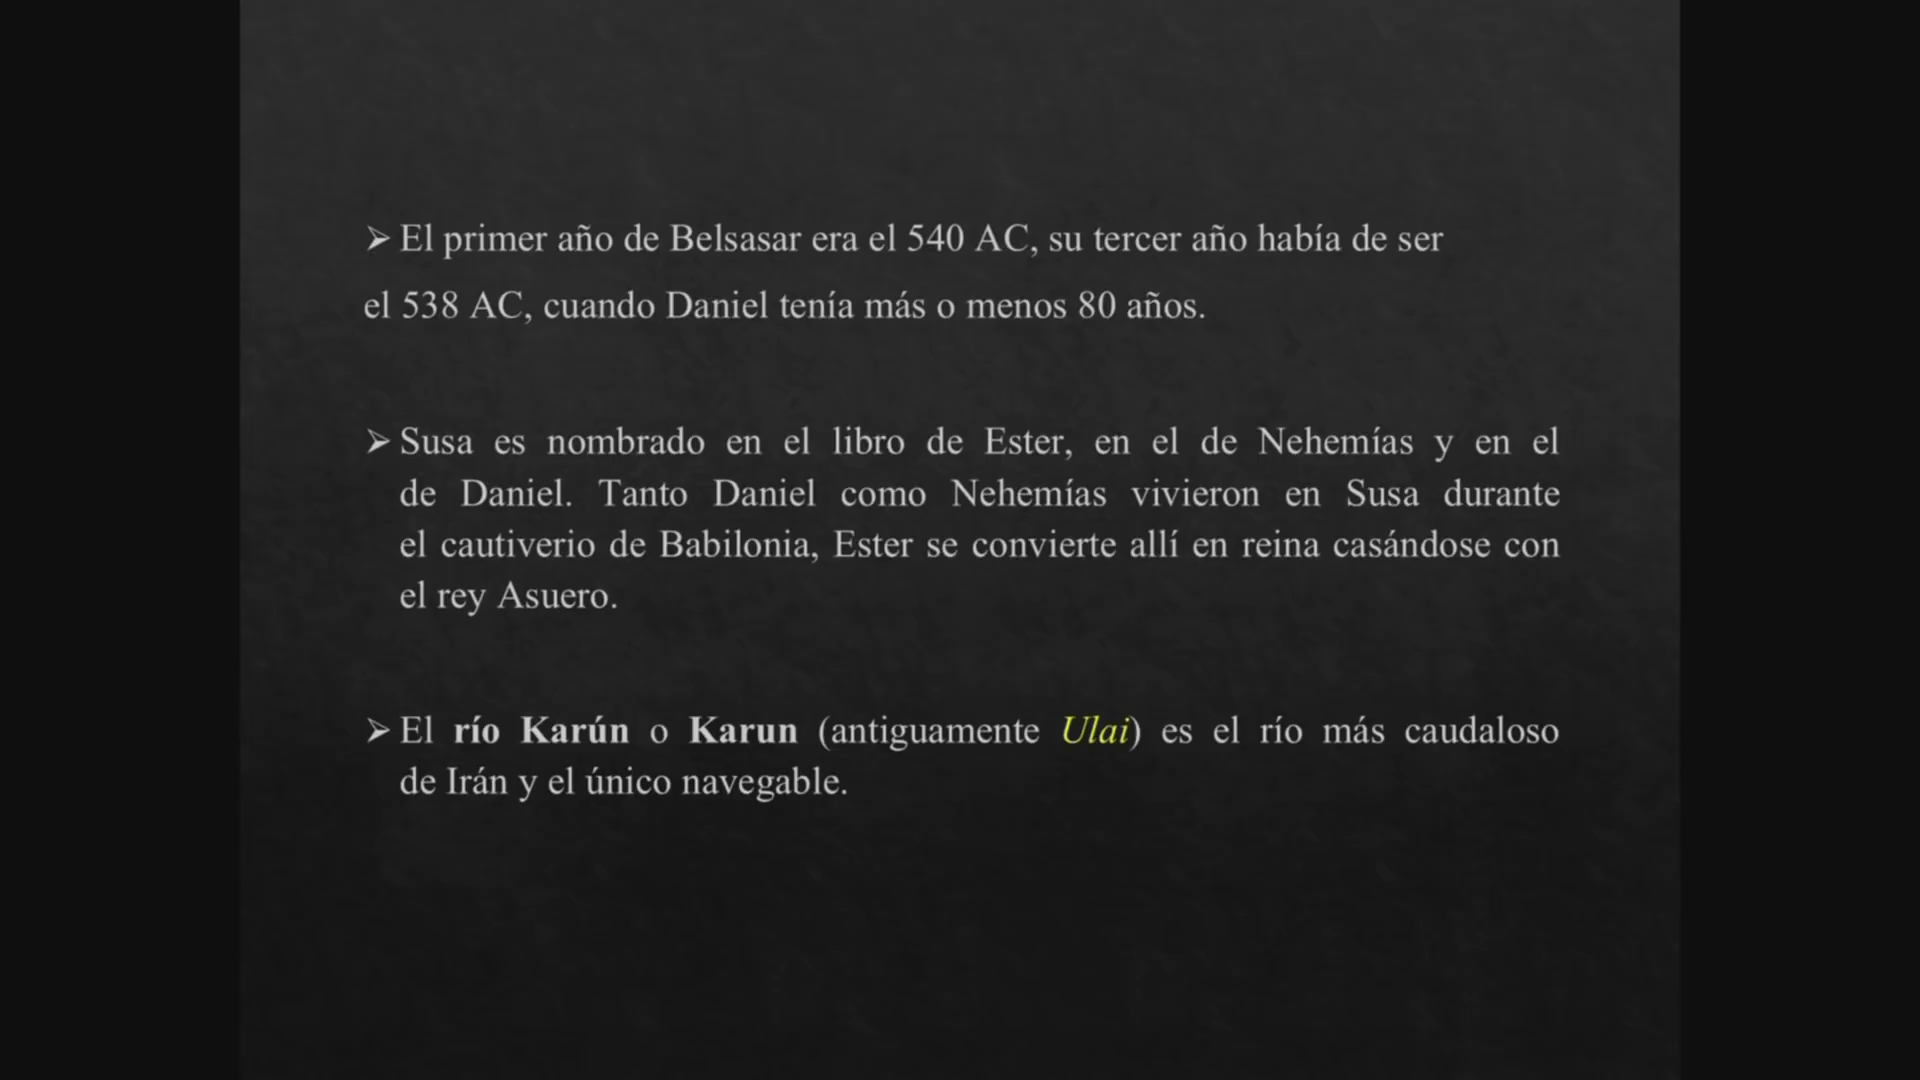 ➢ El primer año de Belsasar era el 540 AC, su tercer año había de ser
el 538 AC, cuando Daniel tenía más o menos 80 años.
➢ Susa es nombrado en el libro de Ester, en el de Nehemías y en el
de Daniel. Tanto Daniel como Nehemías vivieron en Susa durante
el cautiverio de Babilonia, Ester se convierte allí en reina casándose con
el rey Asuero.
➢ El río Karún o Karun (antiguamente Ulai) es el río más caudaloso
de Irán y el único navegable.